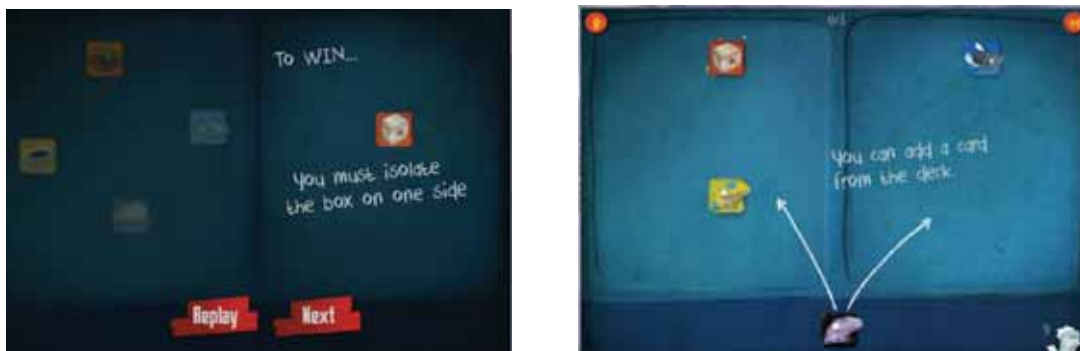 To WIN...
You must isolate
the box on one side
Replay
Next
You can add a card
from the deck